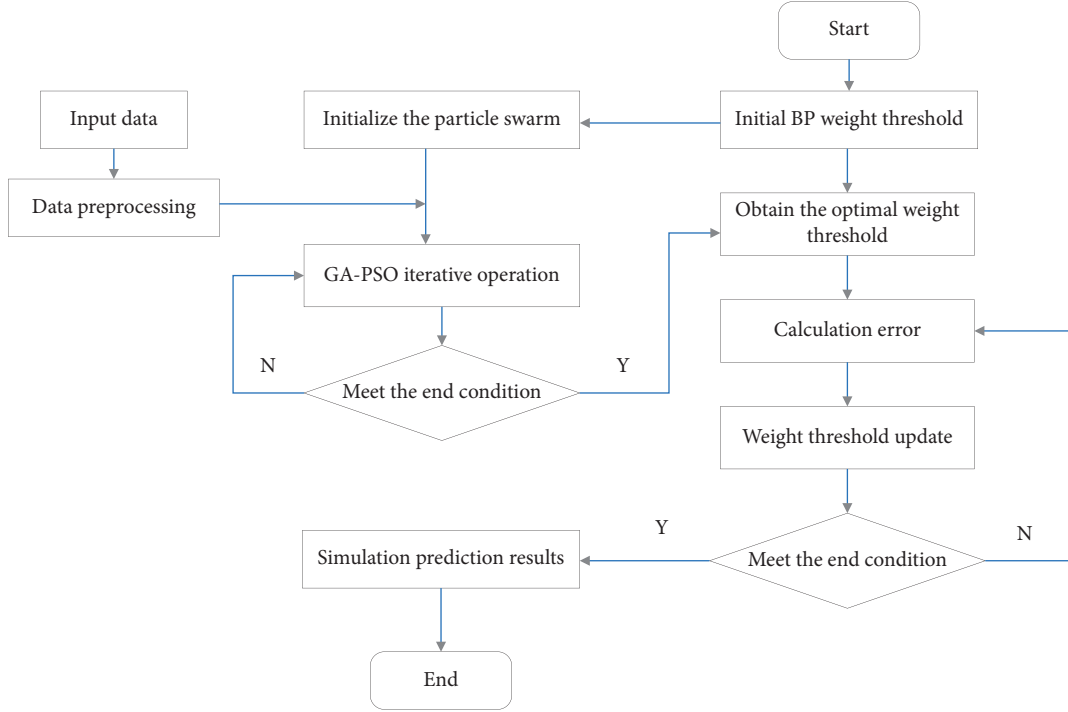 Start
Input data
Initialize the particle swarm
Initial BP weight threshold
Data preprocessing
Obtain the optimal weight
threshold
GA-PSO iterative operation
Calculation error
N
Y
Meet the end condition
Weight threshold update
Y
N
Simulation prediction results
Meet the end condition
End